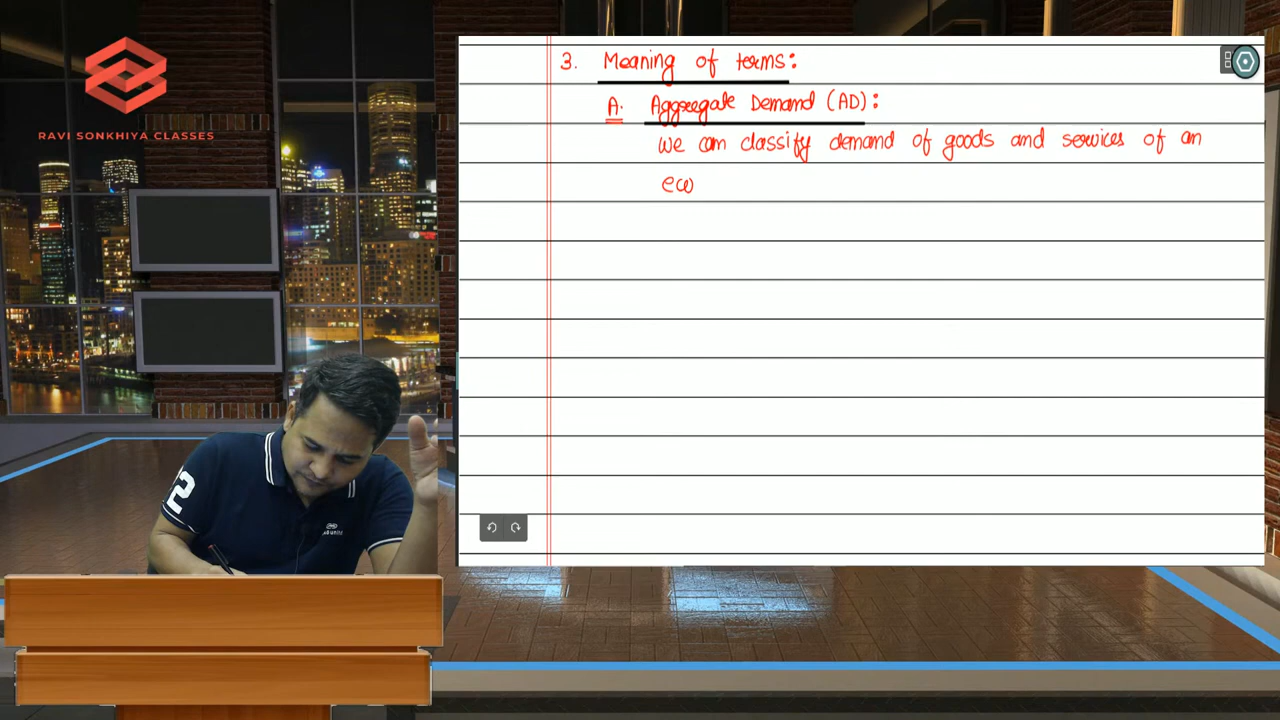 RAVI SONKHIYA CLASSES
3. Meaning of terms:
A. Aggregate Demand (AD):
We can classify demand of goods and services of an
eco